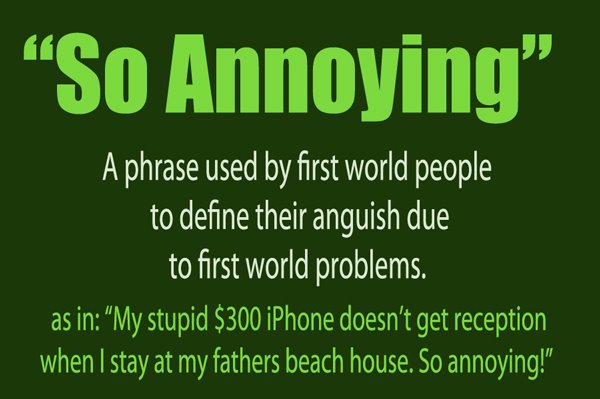 “So Annoying”
A phrase used by first world people
to define their anguish due
to first world problems.
as in: “My stupid $300 iPhone doesn’t get reception
when I stay at my fathers beach house. So annoying!”